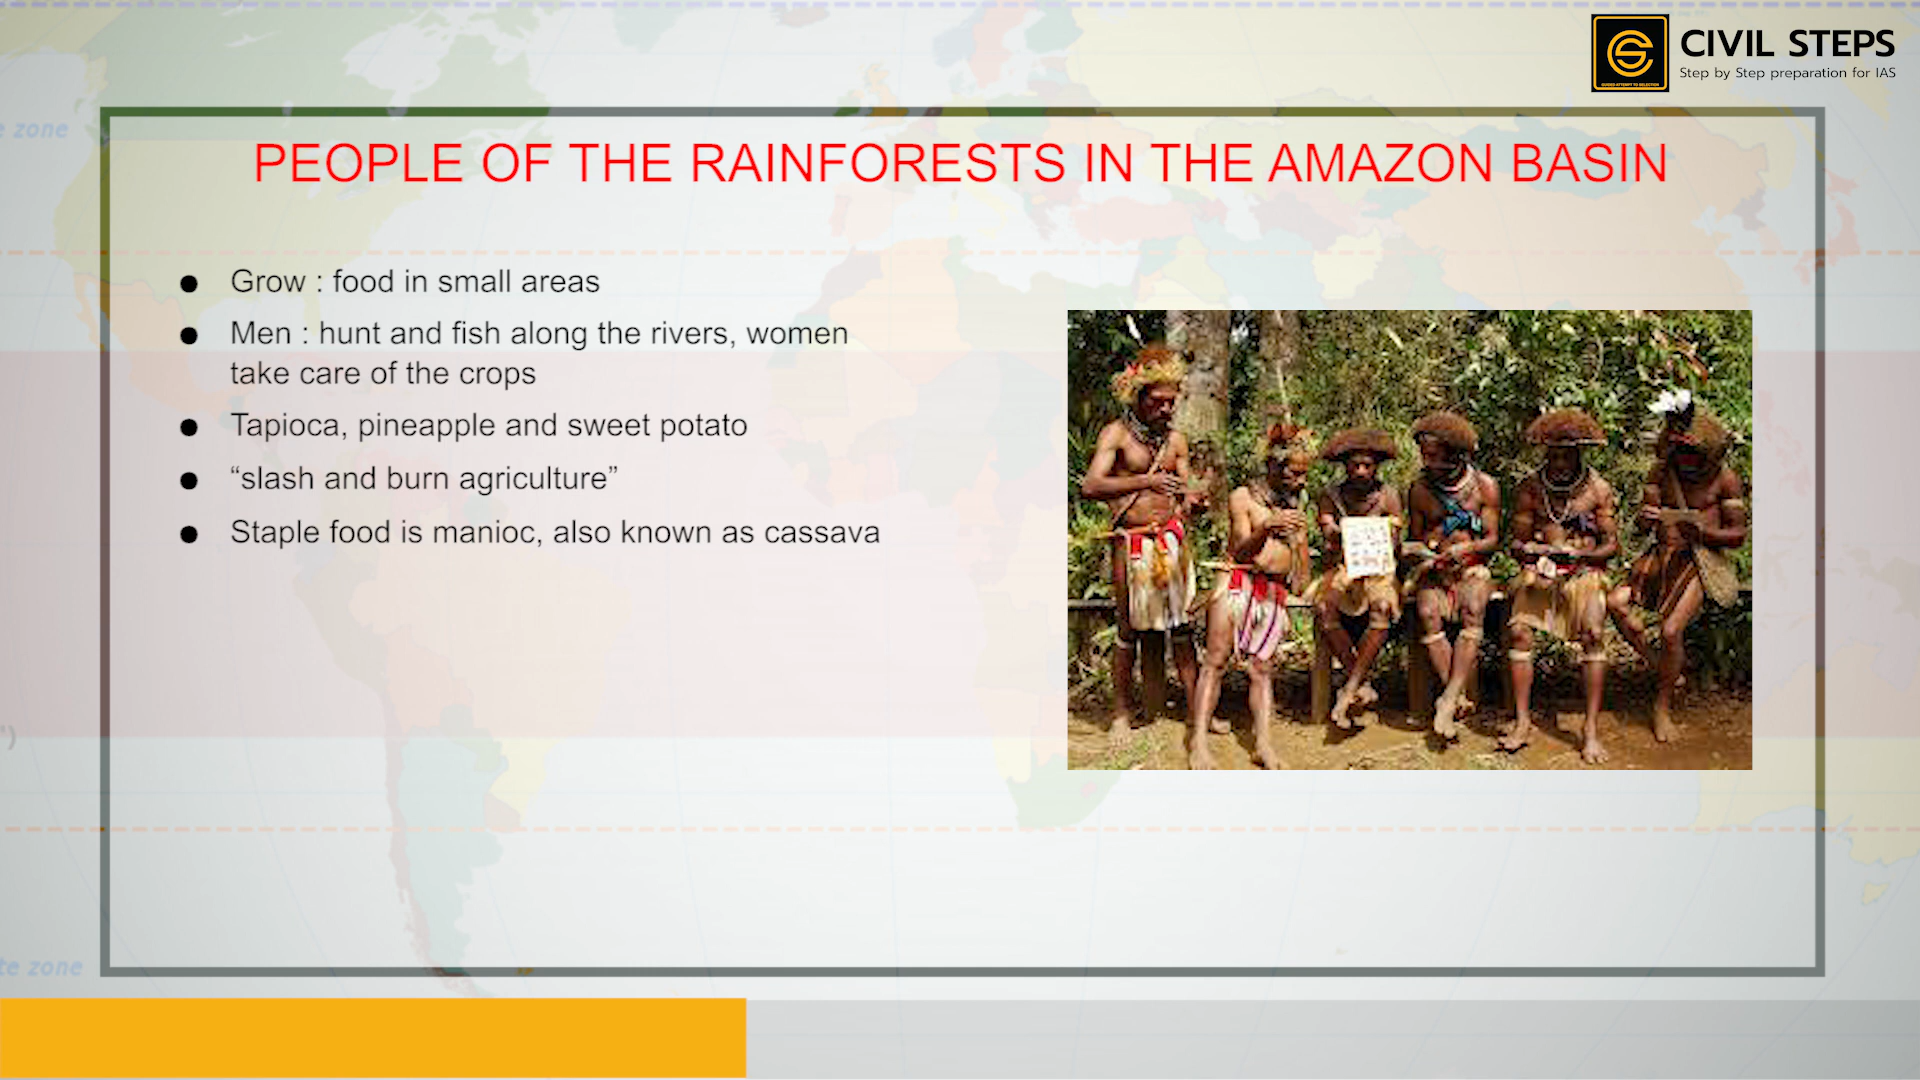 CIVIL STEPS
Step by Step preparation for IAS
e zone
PEOPLE OF THE RAINFORESTS IN THE AMAZON BASIN
● Grow : food in small areas
● Men : hunt and fish along the rivers, women
take care of the crops
● Tapioca, pineapple and sweet potato
● “slash and burn agriculture”
● Staple food is manioc, also known as cassava
te zone